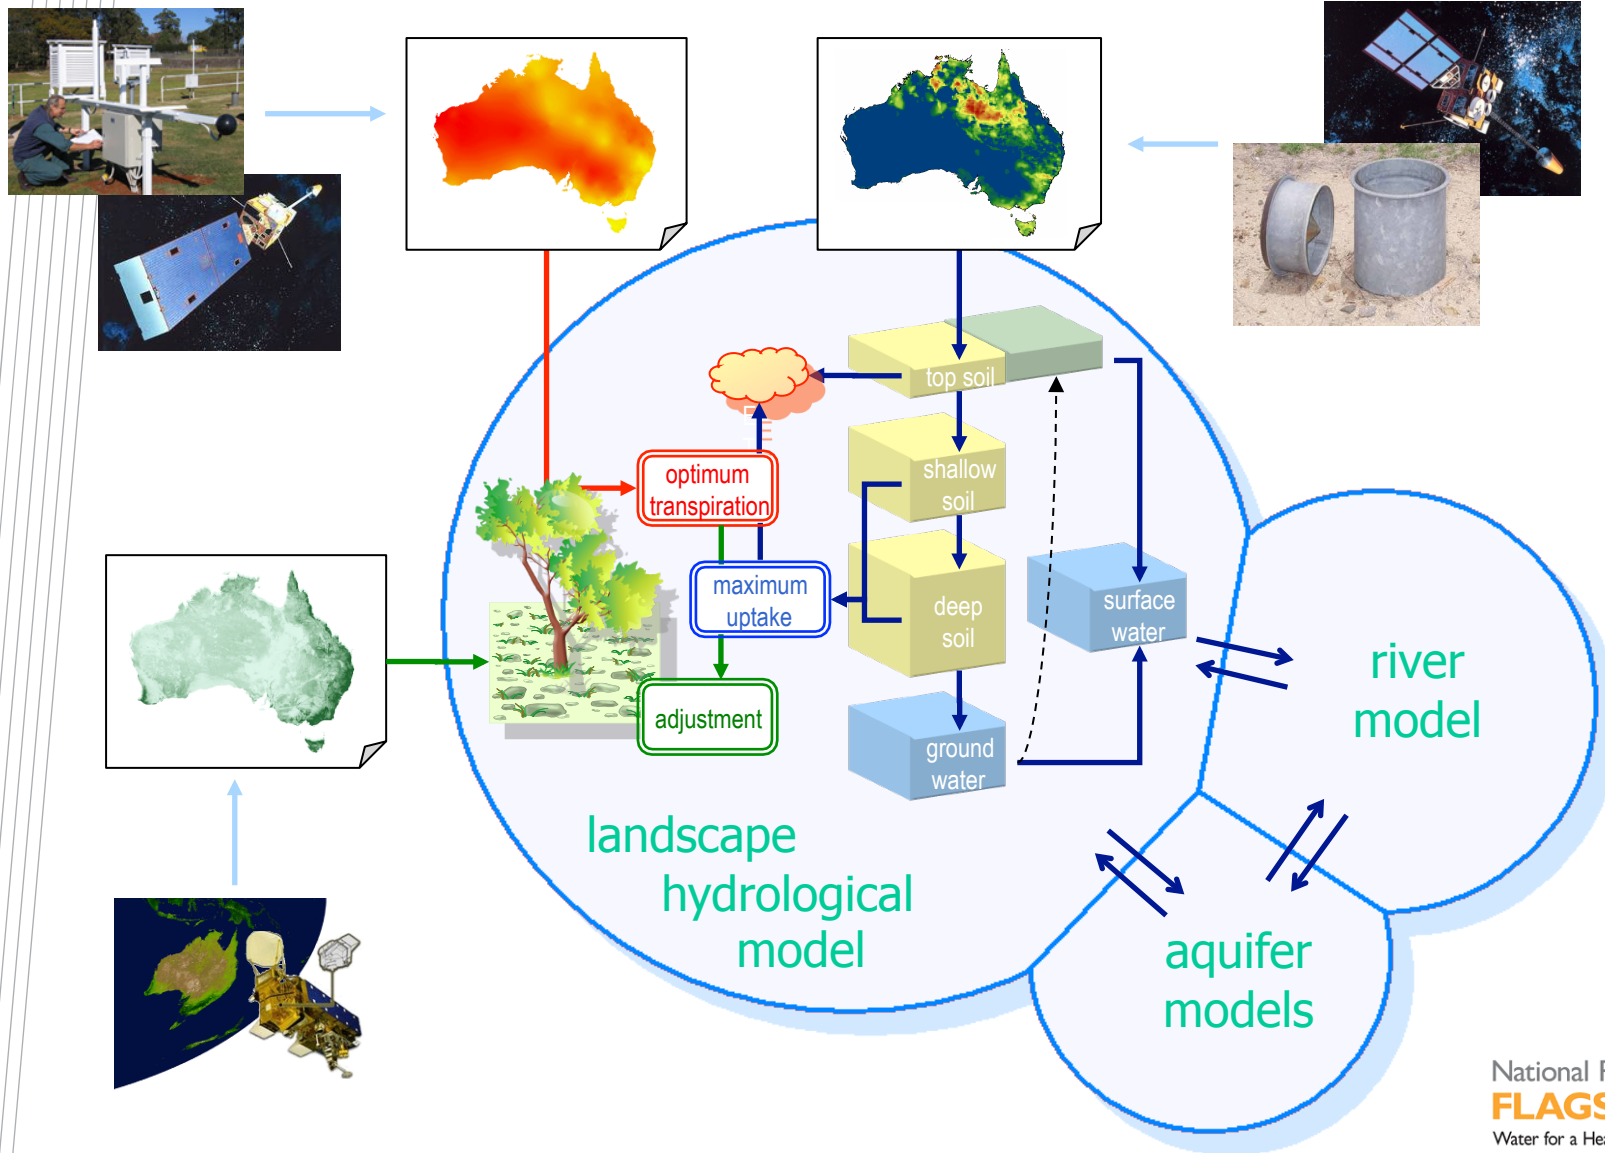 top soil
optimum
transpiration
shallow
soil
maximum
uptake
deep
soil
surface
water
adjustment
ground
water
river
model
landscape
hydrological
model
aquifer
models
National
FLAGS
Water for a